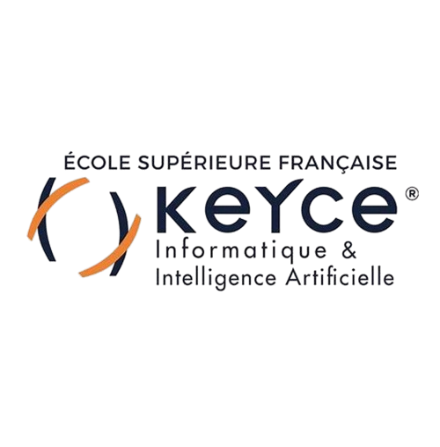 ÉCOLE SUPÉRIEURE FRANÇAISE
KeYce®
Informatique &
Intelligence Artificielle